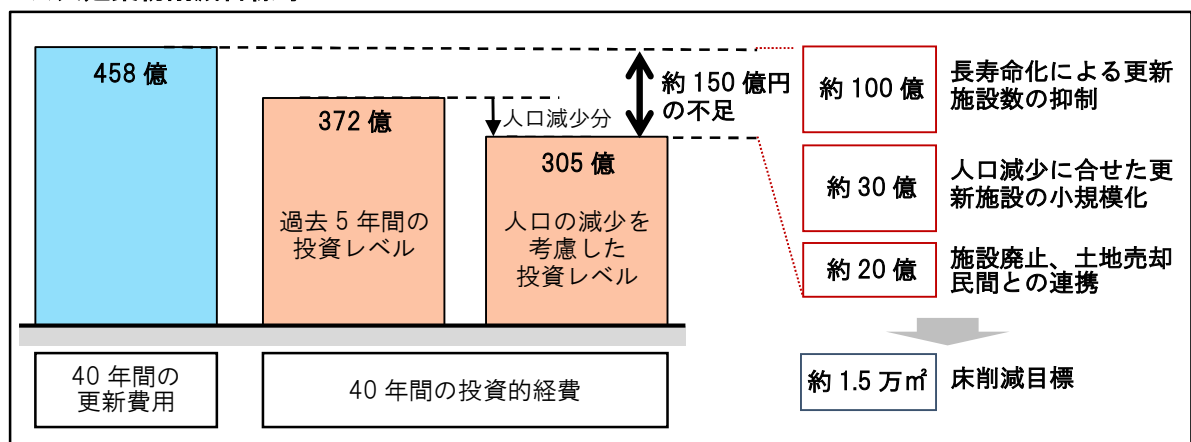 458 億
372 億
過去 5 年間の
投資レベル
人口減少分
305 億
人口の減少を
考慮した
投資レベル
約 150 億円
の不足
約 100 億
長寿命化による更新
施設数の抑制
約 30 億
人口減少に合せた更
新施設の小規模化
約 20 億
施設廃止、土地売却
民間との連携
40 年間の
更新費用
40 年間の投資的経費
約 1.5 万㎡
床削減目標